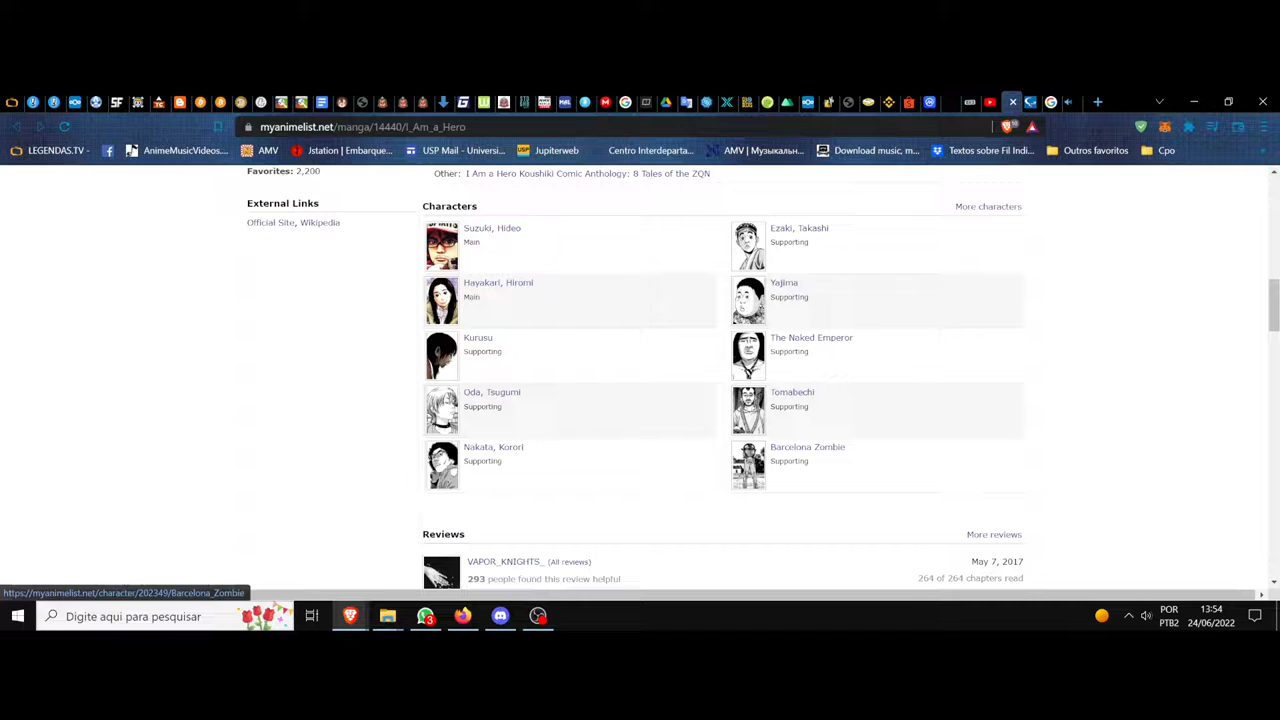 myanimelist.net/manga/14440/I_Am_a_Hero
LEGENDAS.TV -
AnimeMusicVideos...
AMV
Jstation | Embarque...
USP Mail - Universi...
Jupiterweb
Centro Interdeparta...
AMV | Музыкальн...
Download music, m...
Textos sobre Fil Indi...
Outros favoritos
Cpo
Favorites: 2,200
Other: I Am a Hero Koushiki Comic Anthology: 8 Tales of the ZQN
External Links
Official Site, Wikipedia
Characters
More characters
Suzuki, Hideo
Main
Ezaki, Takashi
Supporting
Hayakari, Hiromi
Main
Yajima
Supporting
Kurusu
Supporting
The Naked Emperor
Supporting
Oda, Tsugumi
Supporting
Tomabechi
Supporting
Nakata, Korori
Supporting
Barcelona Zombie
Supporting
Reviews
More reviews
VAPOR_KNIGHTS_ (All reviews)
May 7, 2017
293 people found this review helpful
264 of 264 chapters read
https://myanimelist.net/character/202349/Barcelona_Zombie
Digite aqui para pesquisar
3
POR
PTB2
13:54
24/06/2022